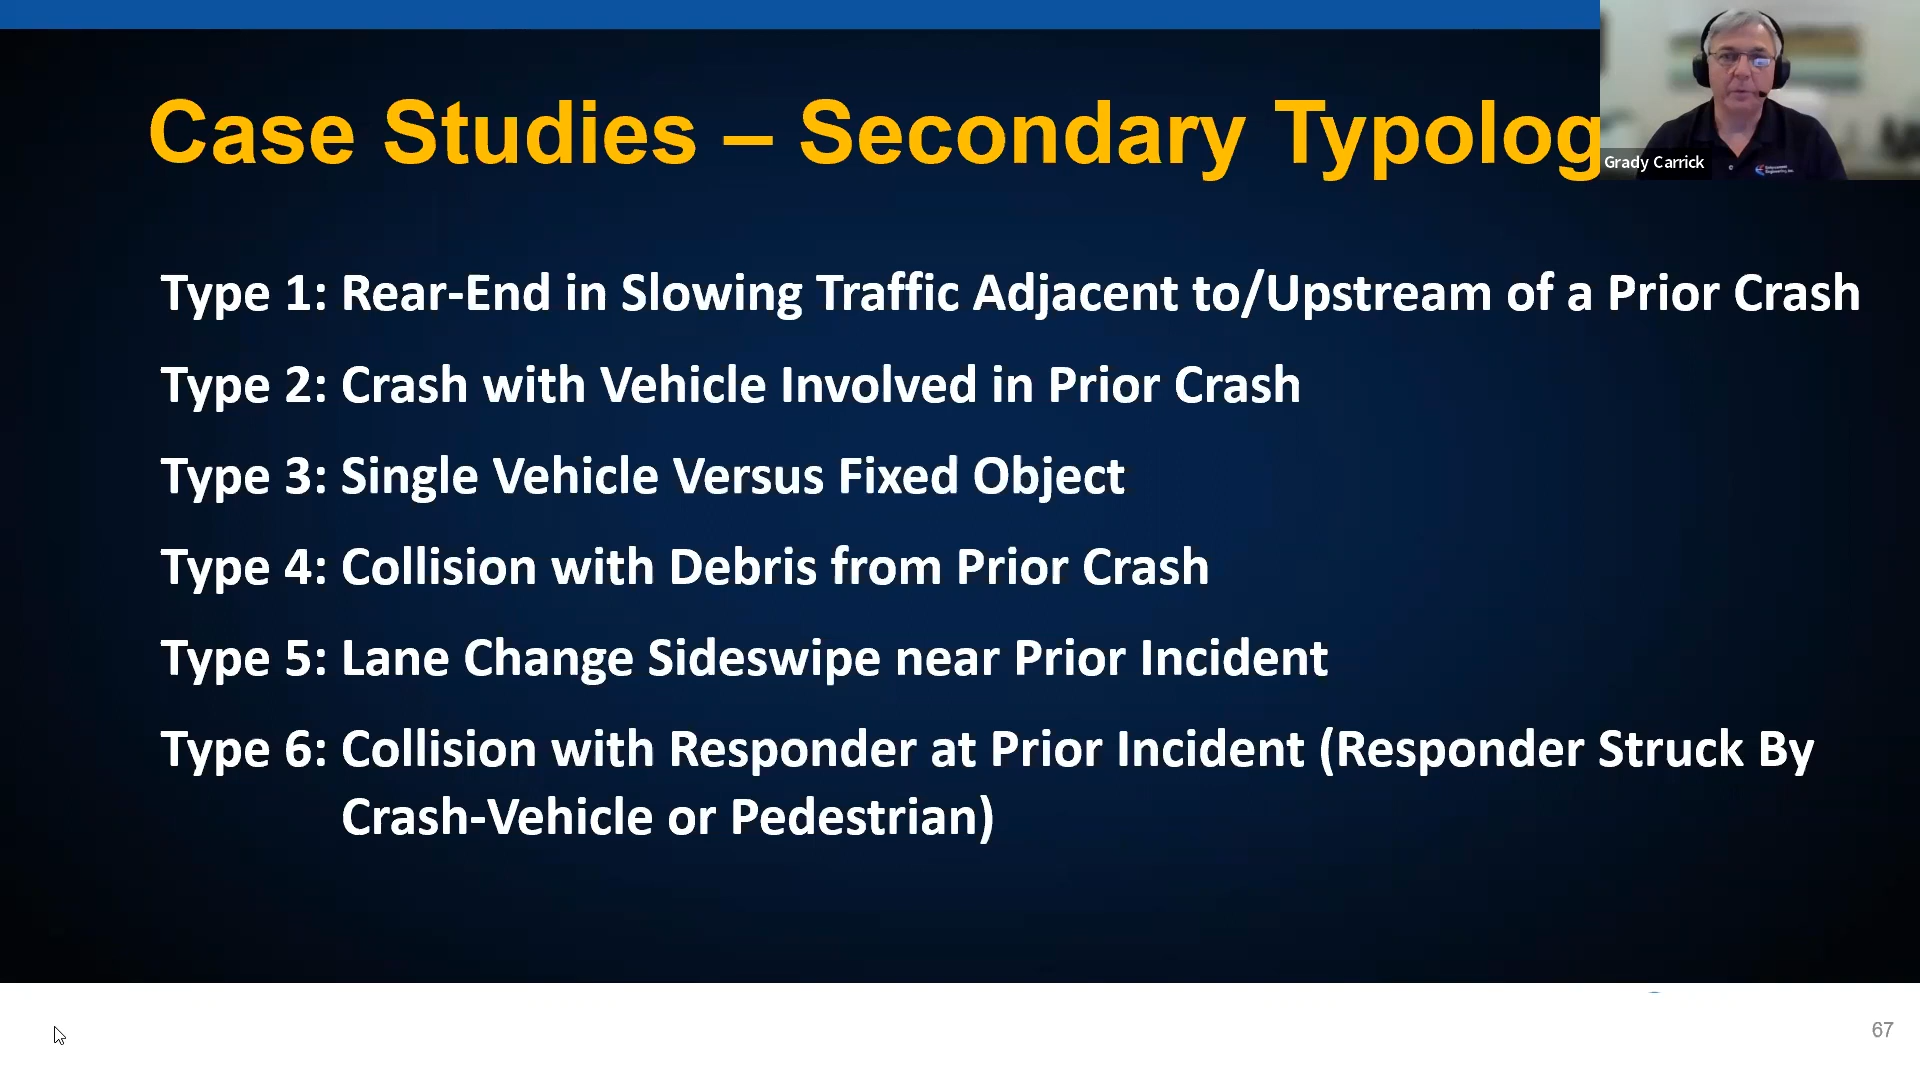 Case Studies – Secondary Typolog
Grady Carrick
Type 1: Rear-End in Slowing Traffic Adjacent to/Upstream of a Prior Crash
Type 2: Crash with Vehicle Involved in Prior Crash
Type 3: Single Vehicle Versus Fixed Object
Type 4: Collision with Debris from Prior Crash
Type 5: Lane Change Sideswipe near Prior Incident
Type 6: Collision with Responder at Prior Incident (Responder Struck By
Crash-Vehicle or Pedestrian)
67